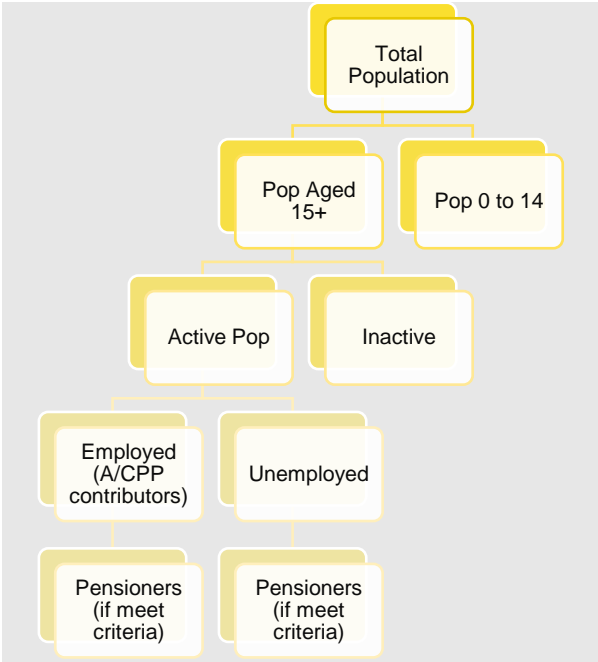 Total
Population
Pop Aged
15+
Pop 0 to 14
Active Pop
Inactive
Employed
(A/CPP
contributors)
Unemployed
Pensioners
(if meet
criteria)
Pensioners
(if meet
criteria)